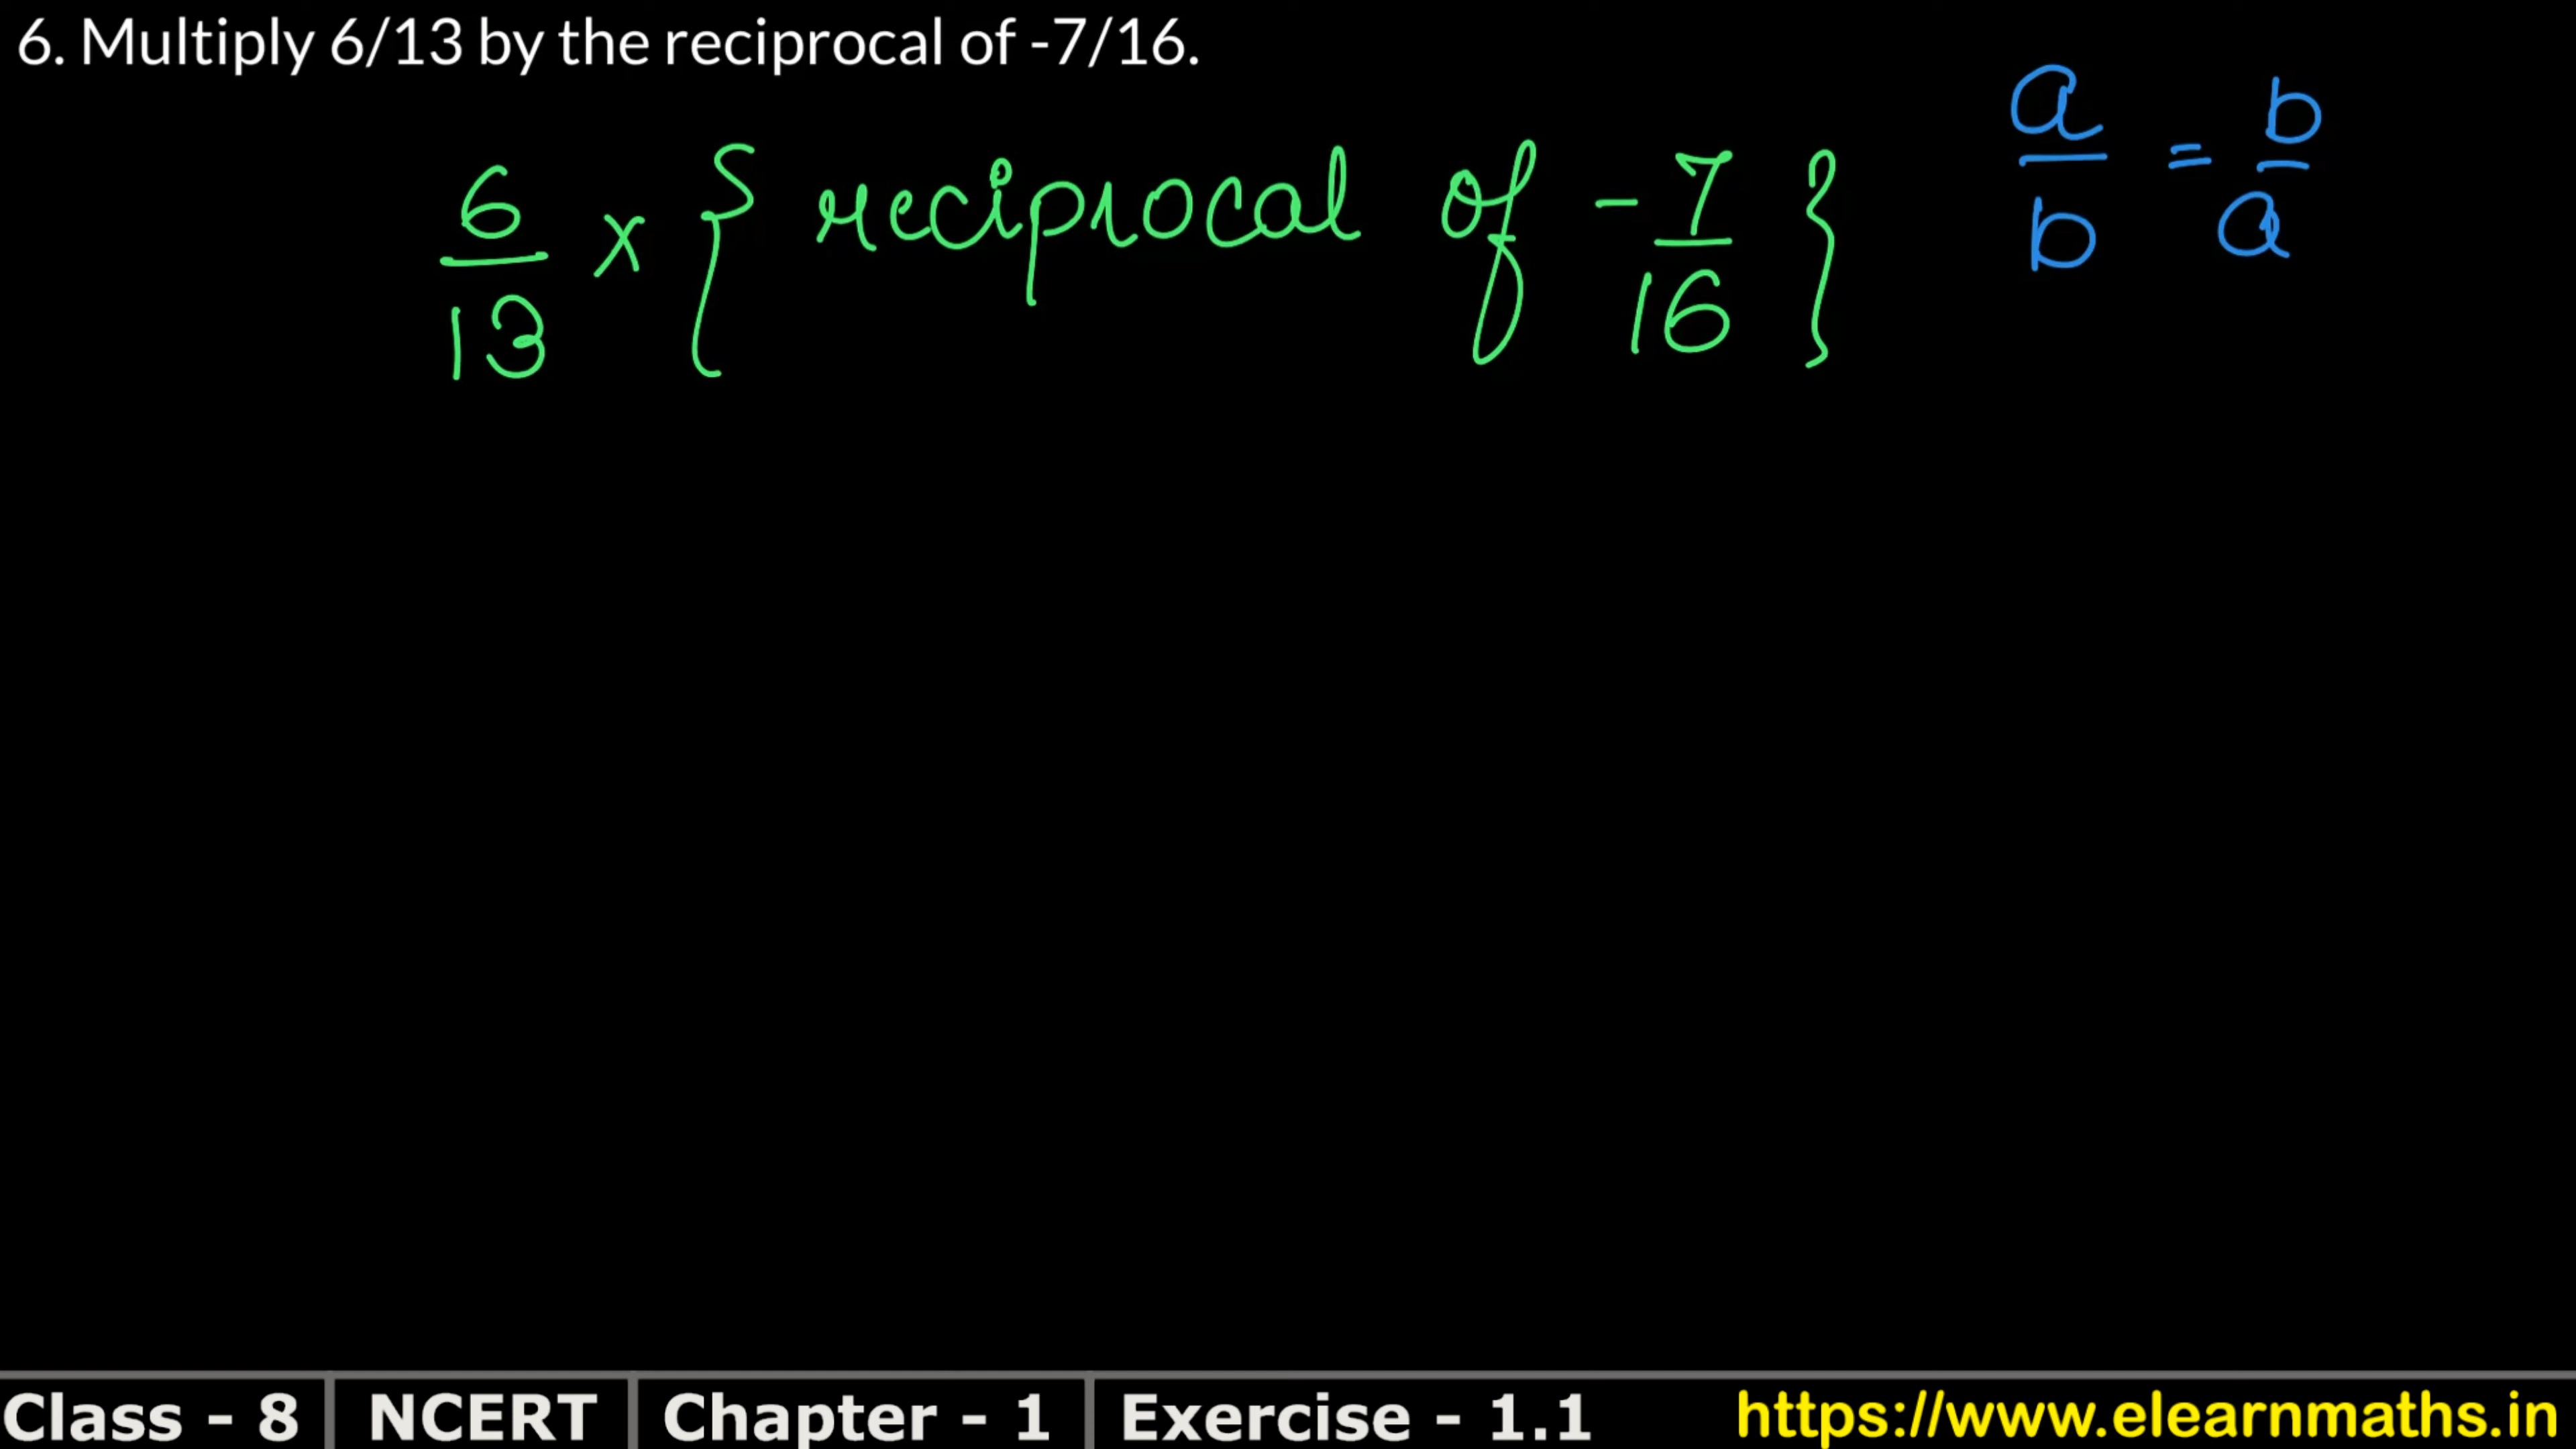 6. Multiply 6/13 by the reciprocal of -7/16.
6/13 × { reciprocal of -7/16 }
a/b = b/a
Class - 8 NCERT Chapter - 1 Exercise - 1.1 https://www.elearnmaths.in